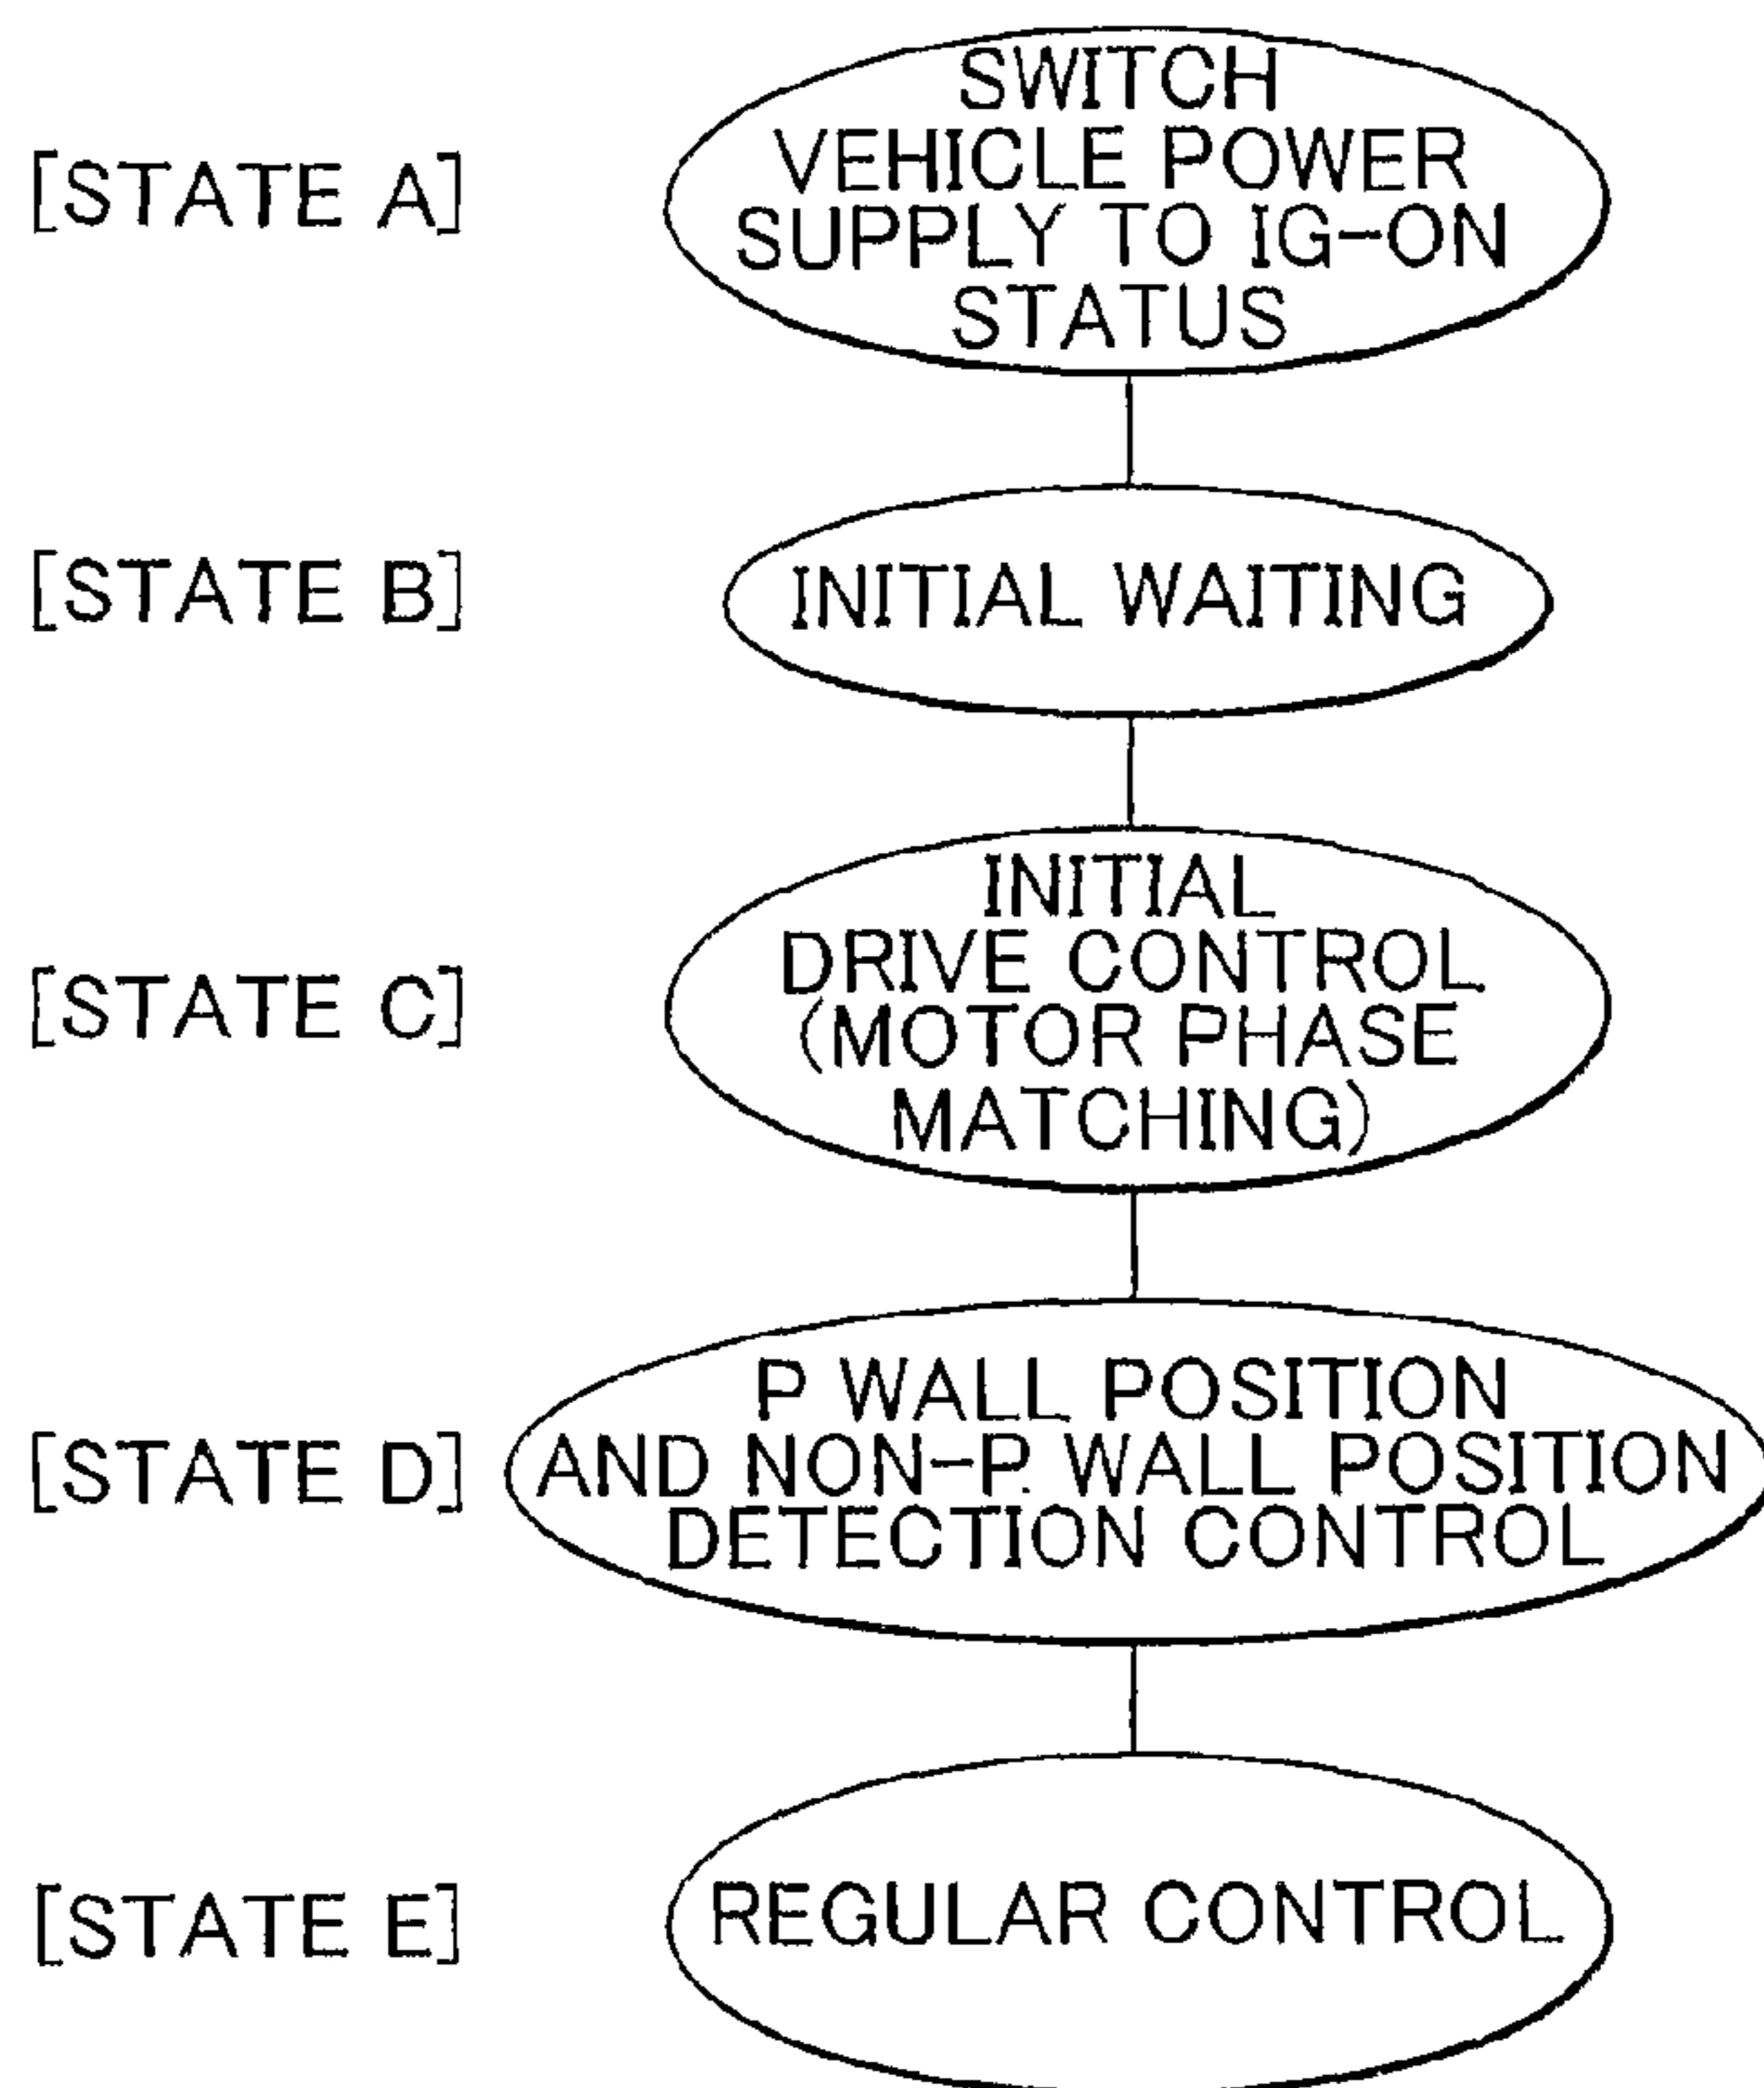 [STATE A]
SWITCH
VEHICLE POWER
SUPPLY TO IG-ON
STATUS
[STATE B]
INITIAL WAITING
[STATE C]
INITIAL
DRIVE CONTROL
(MOTOR PHASE
MATCHING)
[STATE D]
P WALL POSITION
AND NON-P. WALL POSITION
DETECTION CONTROL
[STATE E]
REGULAR CONTROL